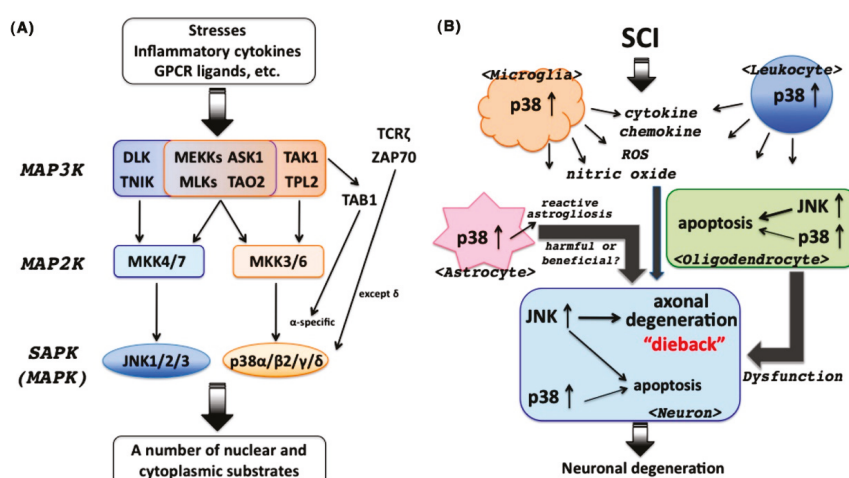 (A)
Stresses
Inflammatory cytokines
GPCR ligands, etc.
MAP3K
DLK
TNIK
MEKKs ASK1
MLKs TAO2
TAK1
TPL2
TCRζ
ZAP70
TAB1
MAP2K
MKK4/7
MKK3/6
except δ
α-specific
SAPK
(MAPK)
JNK1/2/3
p38α/β2/γ/δ
A number of nuclear and
cytoplasmic substrates
(B)
SCI
<Microglia>
p38 ↑
<Leukocyte>
p38 ↑
cytokine
chemokine
ROS
nitric oxide
reactive
astrogliosis
p38 ↑
<Astrocyte>
harmful or
beneficial?
JNK ↑
apoptosis
p38 ↑
<Oligodendrocyte>
JNK ↑
axonal
degeneration
"dieback"
p38 ↑
apoptosis
<Neuron>
Dysfunction
Neuronal degeneration